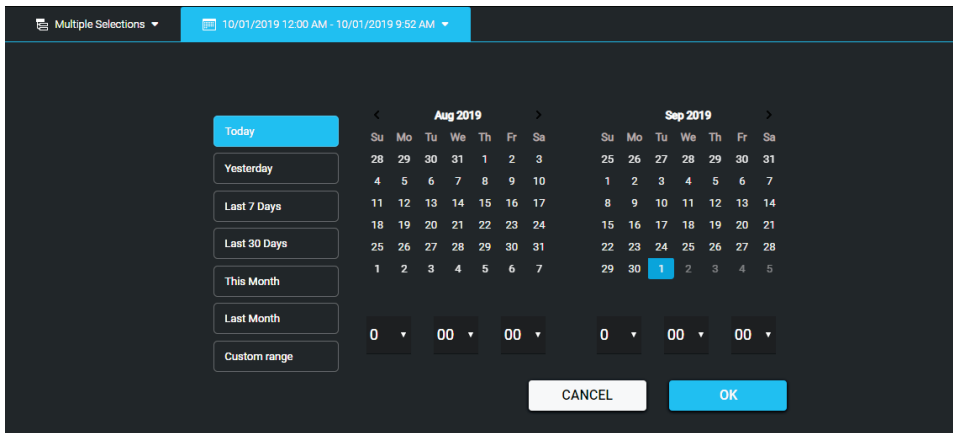 Multiple Selections 10/01/2019 12:00 AM - 10/01/2019 9:52 AM
Today
Yesterday
Last 7 Days
Last 30 Days
This Month
Last Month
Custom range
Aug 2019
Su Mo Tu We Th Fr Sa
28 29 30 31 1 2 3
4 5 6 7 8 9 10
11 12 13 14 15 16 17
18 19 20 21 22 23 24
25 26 27 28 29 30 31
1 2 3 4 5 6 7
0 00 00
Sep 2019
Su Mo Tu We Th Fr Sa
25 26 27 28 29 30 31
1 2 3 4 5 6 7
8 9 10 11 12 13 14
15 16 17 18 19 20 21
22 23 24 25 26 27 28
29 30 1 2 3 4 5
0 00 00
CANCEL OK